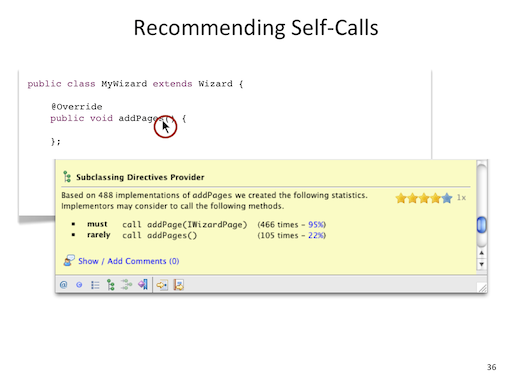 Recommending Self-Calls
public class MyWizard extends Wizard {
@Override
public void addPages() {
};
Subclassing Directives Provider
Based on 488 implementations of addPages we created the following statistics.
Implementors may consider to call the following methods.
1x
▪ must call addPage(IWizardPage) (466 times – 95%)
▪ rarely call addPages() (105 times – 22%)
Show / Add Comments (0)
36